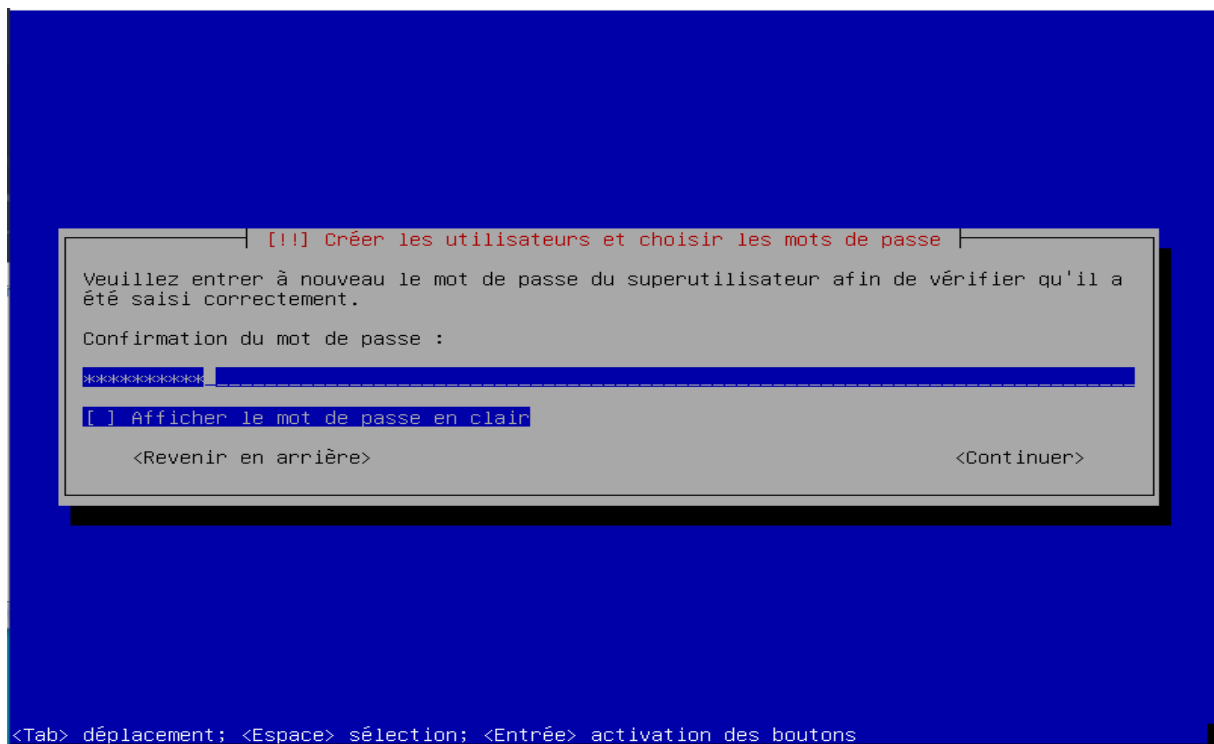 [!!] Créer les utilisateurs et choisir les mots de passe
Veuillez entrer à nouveau le mot de passe du superutilisateur afin de vérifier qu'il a
été saisi correctement.
Confirmation du mot de passe :
**********
[ ] Afficher le mot de passe en clair
<Revenir en arrière> <Continuer>
<Tab> déplacement; <Espace> sélection; <Entrée> activation des boutons